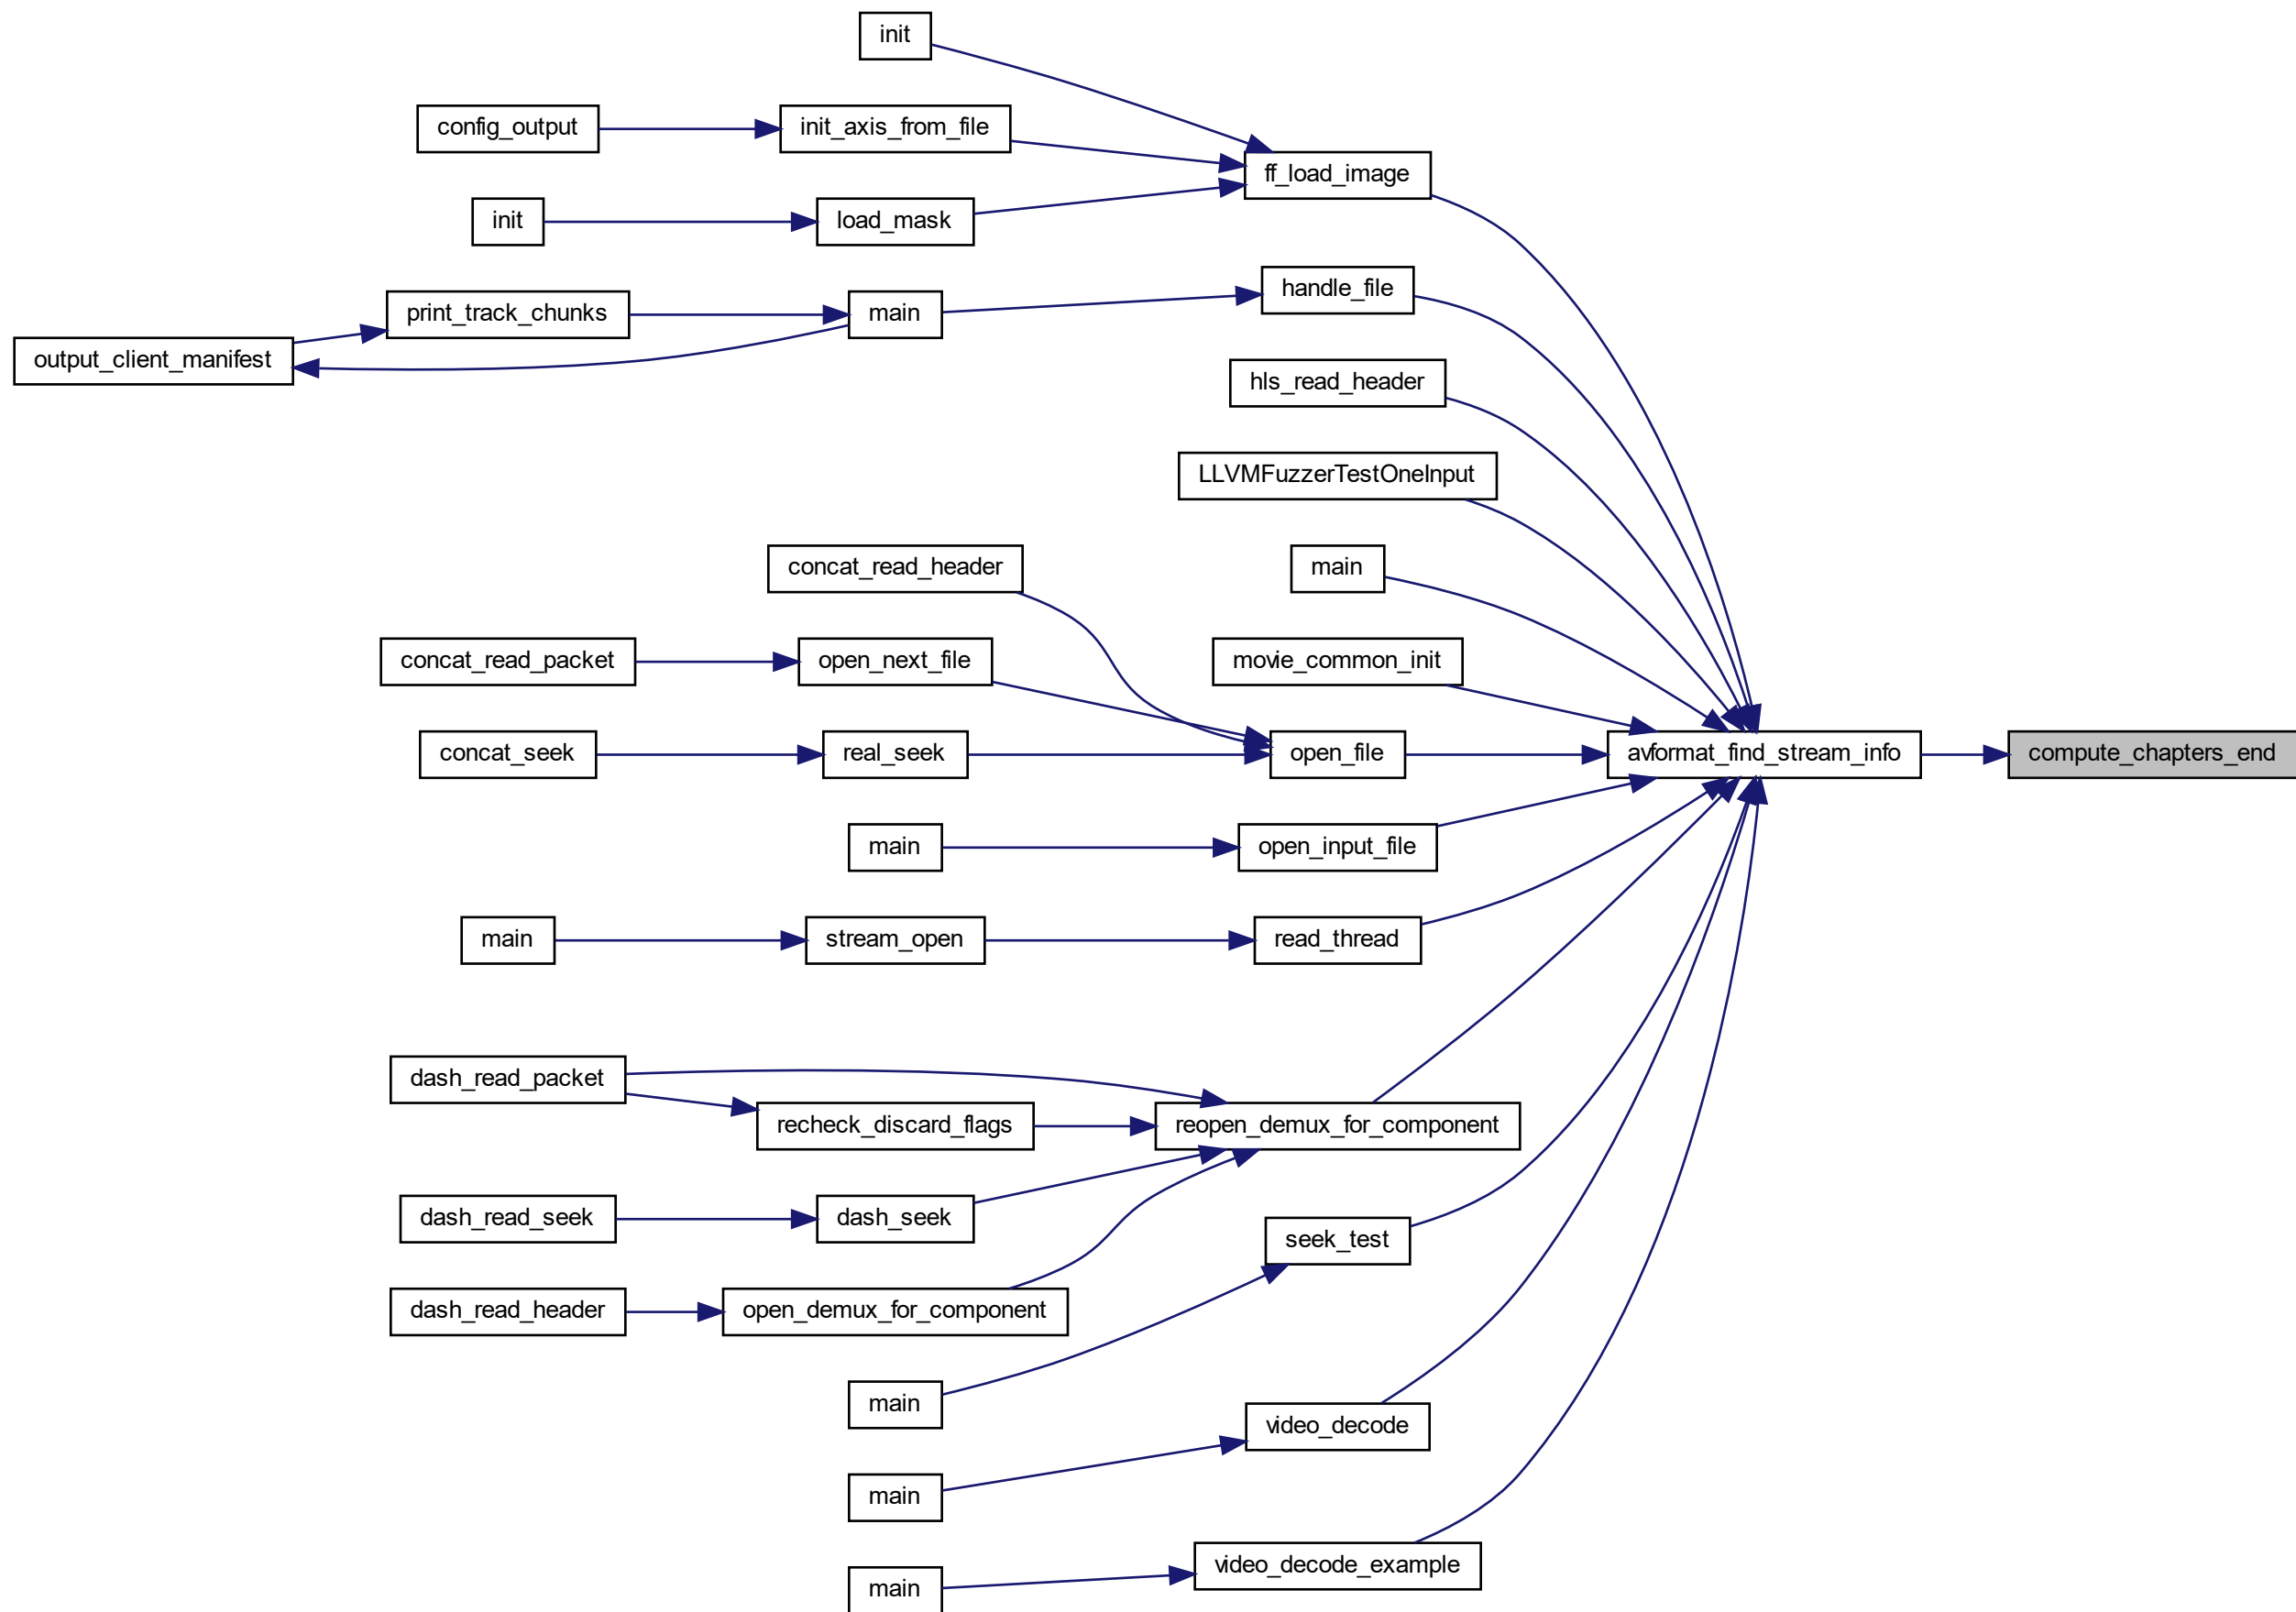 init
config_output
init_axis_from_file
ff_load_image
init
load_mask
handle_file
print_track_chunks
main
output_client_manifest
hls_read_header
LLVMFuzzerTestOneInput
concat_read_header
main
concat_read_packet
open_next_file
movie_common_init
concat_seek
real_seek
open_file
avformat_find_stream_info
compute_chapters_end
main
open_input_file
main
stream_open
read_thread
dash_read_packet
recheck_discard_flags
reopen_demux_for_component
dash_read_seek
dash_seek
seek_test
dash_read_header
open_demux_for_component
main
video_decode
main
video_decode_example
main